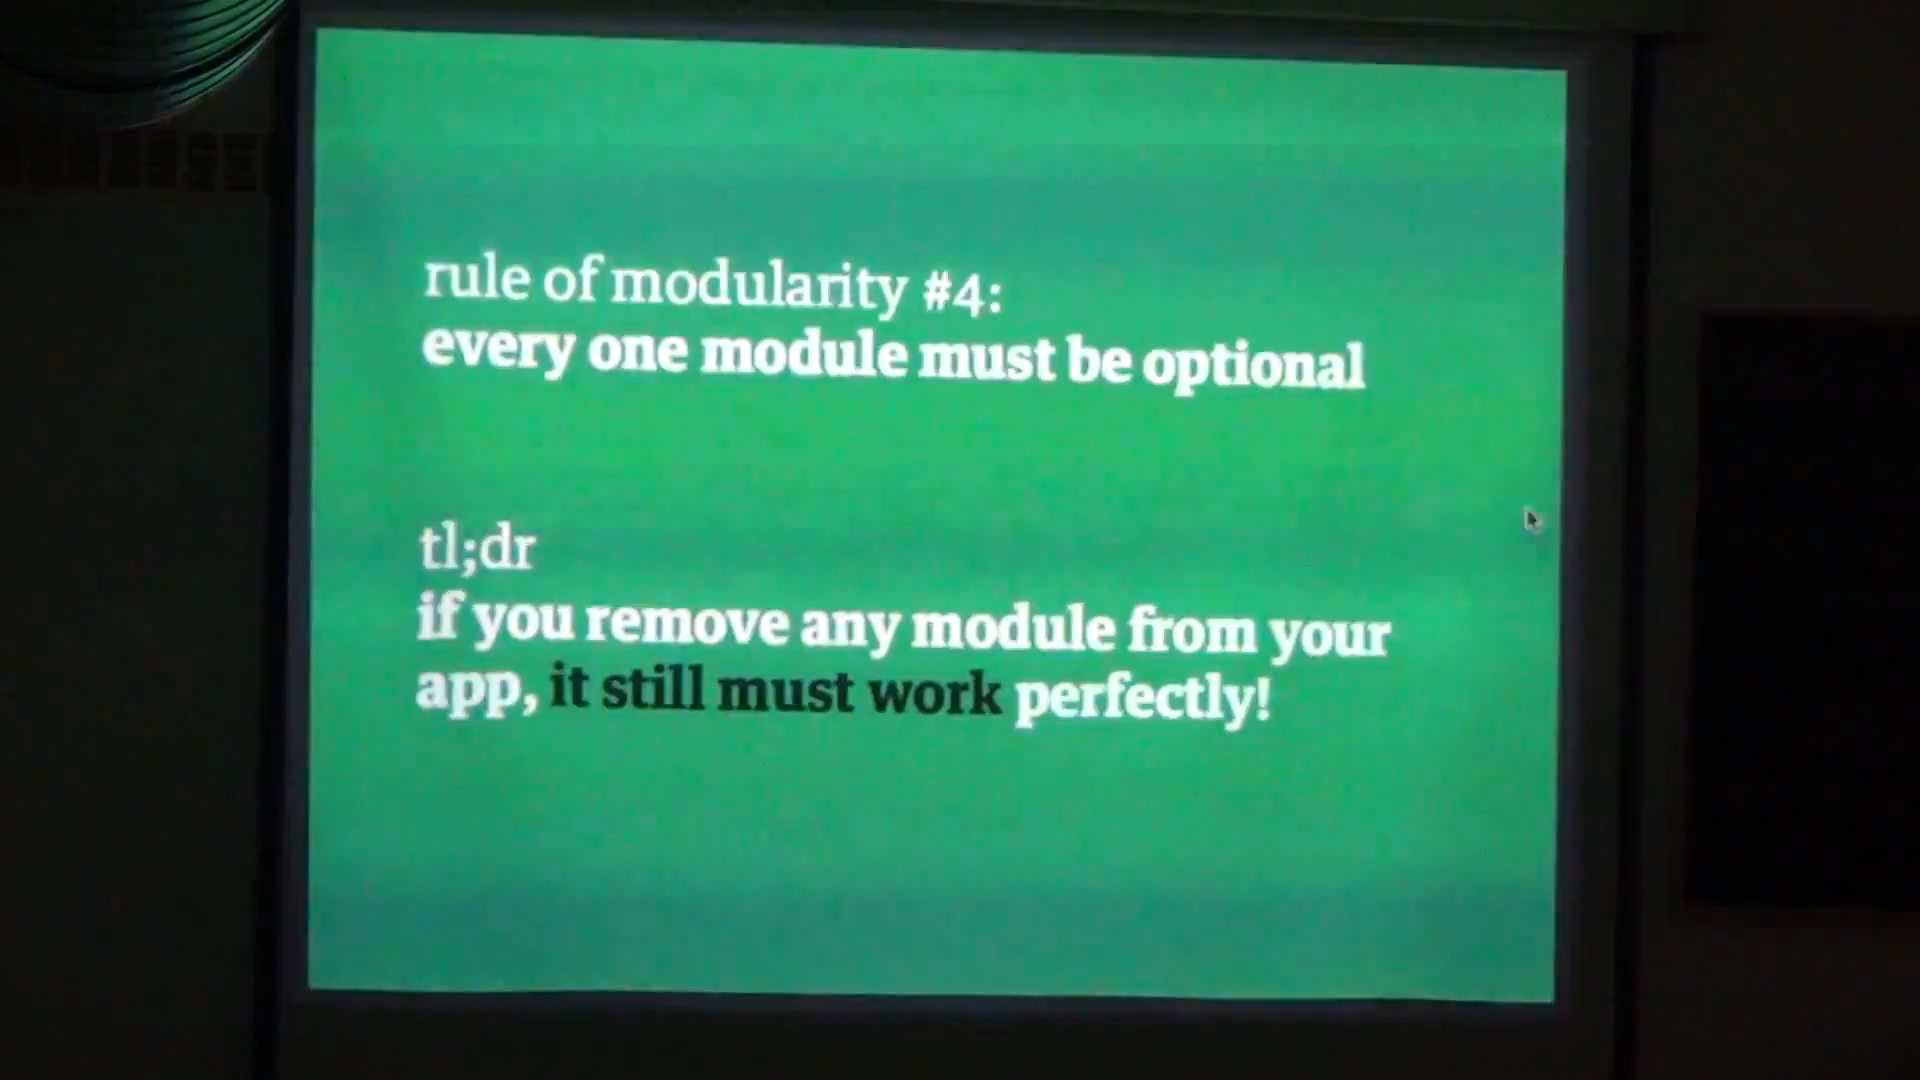 rule of modularity #4:
every one module must be optional
tl;dr
if you remove any module from your
app, it still must work perfectly!